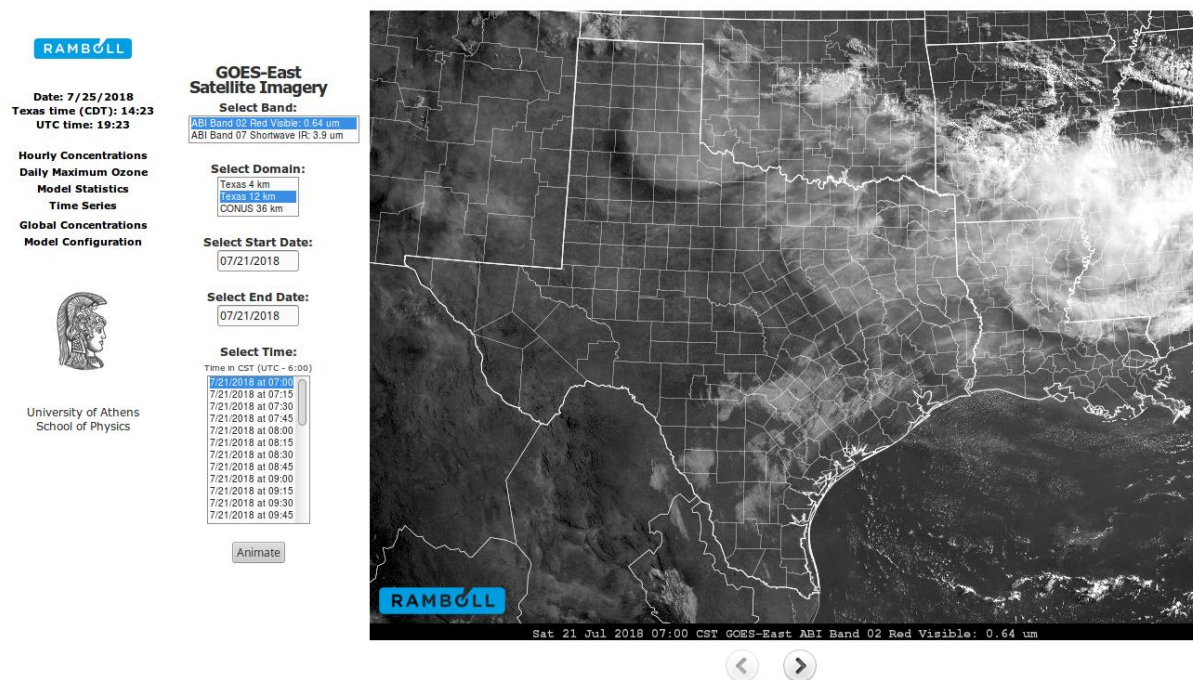 RAMBOLL
Date: 7/25/2018
Texas time (CDT): 14:23
UTC time: 19:23
Hourly Concentrations
Daily Maximum Ozone
Model Statistics
Time Series
Global Concentrations
Model Configuration
University of Athens
School of Physics
GOES-East
Satellite Imagery
Select Band:
ABI Band 02 Red Visible: 0.64 um
ABI Band 07 Shortwave IR: 3.9 um
Select Domain:
Texas 4 km
Texas 12 km
CONUS 36 km
Select Start Date:
07/21/2018
Select End Date:
07/21/2018
Select Time:
Time in CST (UTC - 6:00)
7/21/2018 at 07:00
7/21/2018 at 07:15
7/21/2018 at 07:30
7/21/2018 at 07:45
7/21/2018 at 08:00
7/21/2018 at 08:15
7/21/2018 at 08:30
7/21/2018 at 08:45
7/21/2018 at 09:00
7/21/2018 at 09:15
7/21/2018 at 09:30
7/21/2018 at 09:45
Animate
RAMBOLL
Sat 21 Jul 2018 07:00 CST GOES-East ABI Band 02 Red Visible: 0.64 um